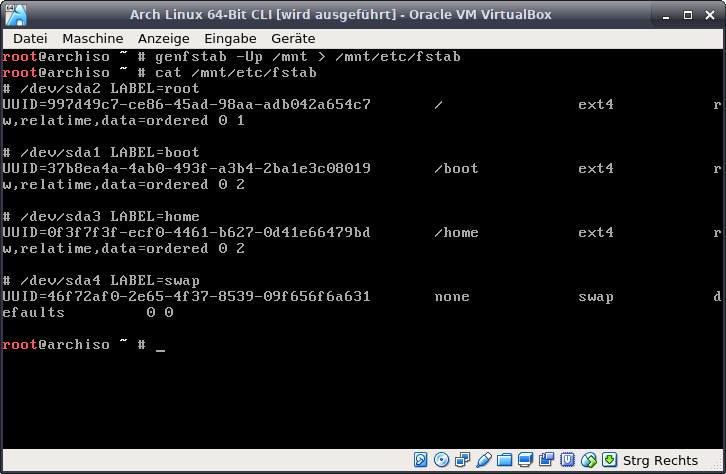 Arch Linux 64-Bit CLI [wird ausgeführt] - Oracle VM VirtualBox
Datei Maschine Anzeige Eingabe Geräte
root@archiso ~ # genfstab -Up /mnt > /mnt/etc/fstab
root@archiso ~ # cat /mnt/etc/fstab
# /dev/sda2 LABEL=root
UUID=997d49c7-ce86-45ad-98aa-adb042a654c7 / ext4 r
w,relatime,data=ordered 0 1
# /dev/sda1 LABEL=boot
UUID=37b8ea4a-4ab0-493f-a3b4-2ba1e3c08019 /boot ext4 r
w,relatime,data=ordered 0 2
# /dev/sda3 LABEL=home
UUID=0f3f7f3f-ecf0-4461-b627-0d41e66479bd /home ext4 r
w,relatime,data=ordered 0 2
# /dev/sda4 LABEL=swap
UUID=46f72af0-2e65-4f37-8539-09f656f6a631 none swap d
efaults 0 0
root@archiso ~ # _
Strg Rechts